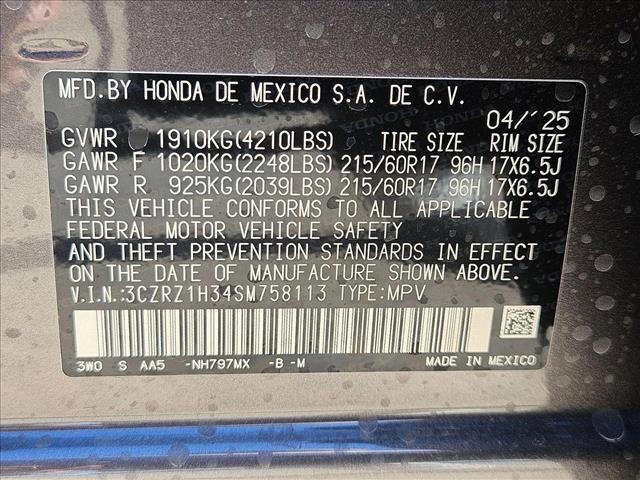 MFD.BY HONDA DE MEXICO S.A. DE C.V.
04/'25
GVWR 1910KG(4210LBS) TIRE SIZE RIM SIZE
GAWR F 1020KG(2248LBS) 215/60R17 96H 17X6.5J
GAWR R 925KG(2039LBS) 215/60R17 96H 17X6.5J
THIS VEHICLE CONFORMS TO ALL APPLICABLE
FEDERAL MOTOR VEHICLE SAFETY
AND THEFT PREVENTION STANDARDS IN EFFECT
ON THE DATE OF MANUFACTURE SHOWN ABOVE.
V.I.N.:3CZRZ1H34SM758113 TYPE:MPV
3W0 S AA5 -NH797MX -B -M
MADE IN MEXICO